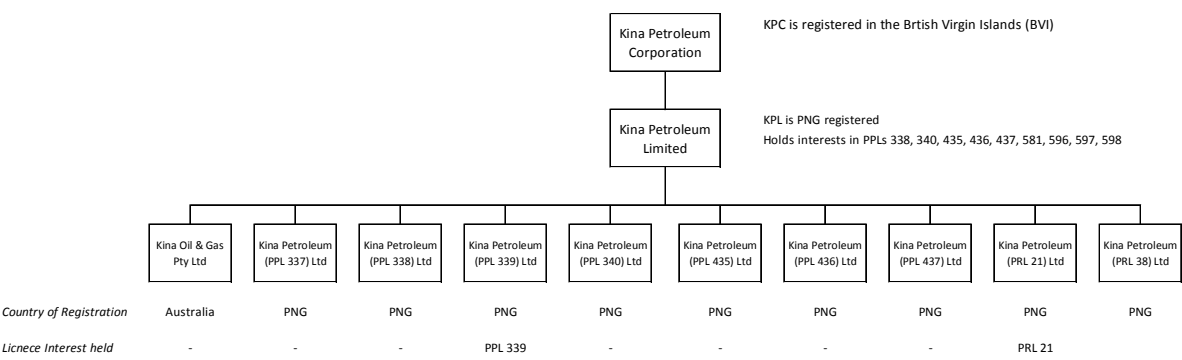 Kina Petroleum
Corporation
KPC is registered in the Brtish Virgin Islands (BVI)
Kina Petroleum
Limited
KPL is PNG registered
Holds interests in PPLs 338, 340, 435, 436, 437, 581, 596, 597, 598
Kina Oil & Gas
Pty Ltd
Kina Petroleum
(PPL 337) Ltd
Kina Petroleum
(PPL 338) Ltd
Kina Petroleum
(PPL 339) Ltd
Kina Petroleum
(PPL 340) Ltd
Kina Petroleum
(PPL 435) Ltd
Kina Petroleum
(PPL 436) Ltd
Kina Petroleum
(PPL 437) Ltd
Kina Petroleum
(PRL 21) Ltd
Kina Petroleum
(PRL 38) Ltd
Country of Registration Australia PNG PNG PNG PNG PNG PNG PNG PNG PNG
Licnece Interest held - - - PPL 339 - - - - PRL 21